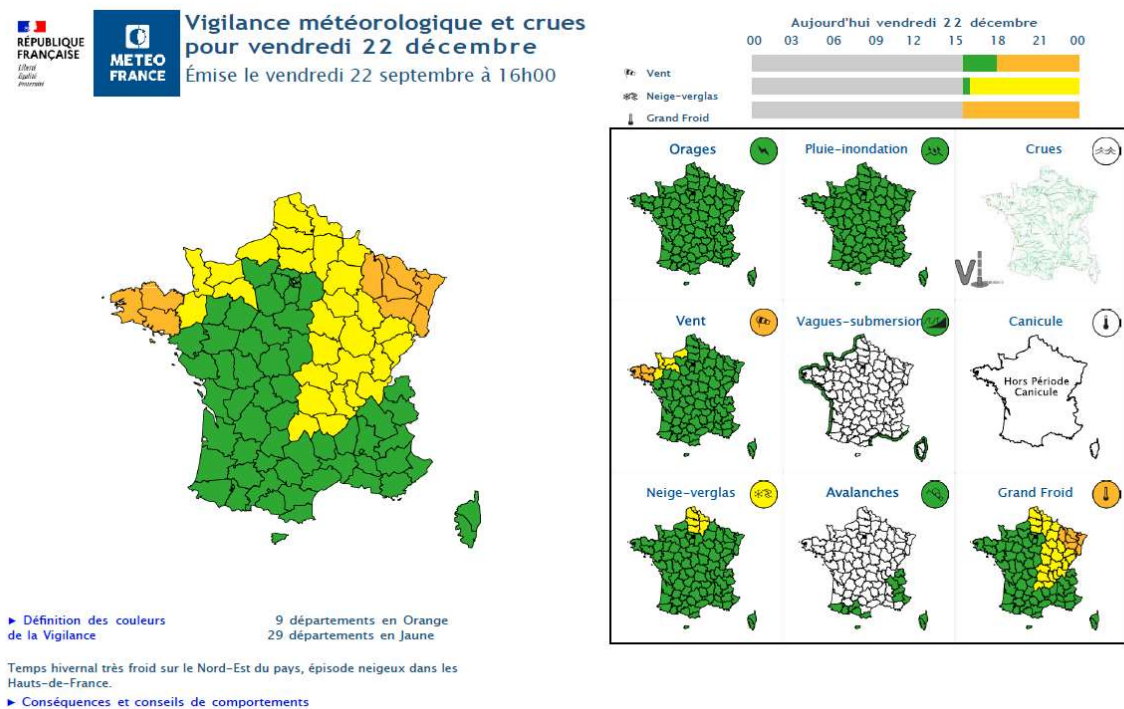 RÉPUBLIQUE
FRANÇAISE
Liberté
Égalité
Fraternité
METEO
FRANCE
Vigilance météorologique et crues
pour vendredi 22 décembre
Émise le vendredi 22 septembre à 16h00
Aujourd'hui vendredi 22 décembre
00 03 06 09 12 15 18 21 00
Vent
Neige-verglas
Grand Froid
Orages
Pluie-inondation
Crues
Vent
Vagues-submersion
Canicule
Hors Période
Canicule
Neige-verglas
Avalanches
Grand Froid
► Définition des couleurs
de la Vigilance
9 départements en Orange
29 départements en Jaune
Temps hivernal très froid sur le Nord-Est du pays, épisode neigeux dans les
Hauts-de-France.
► Conséquences et conseils de comportements